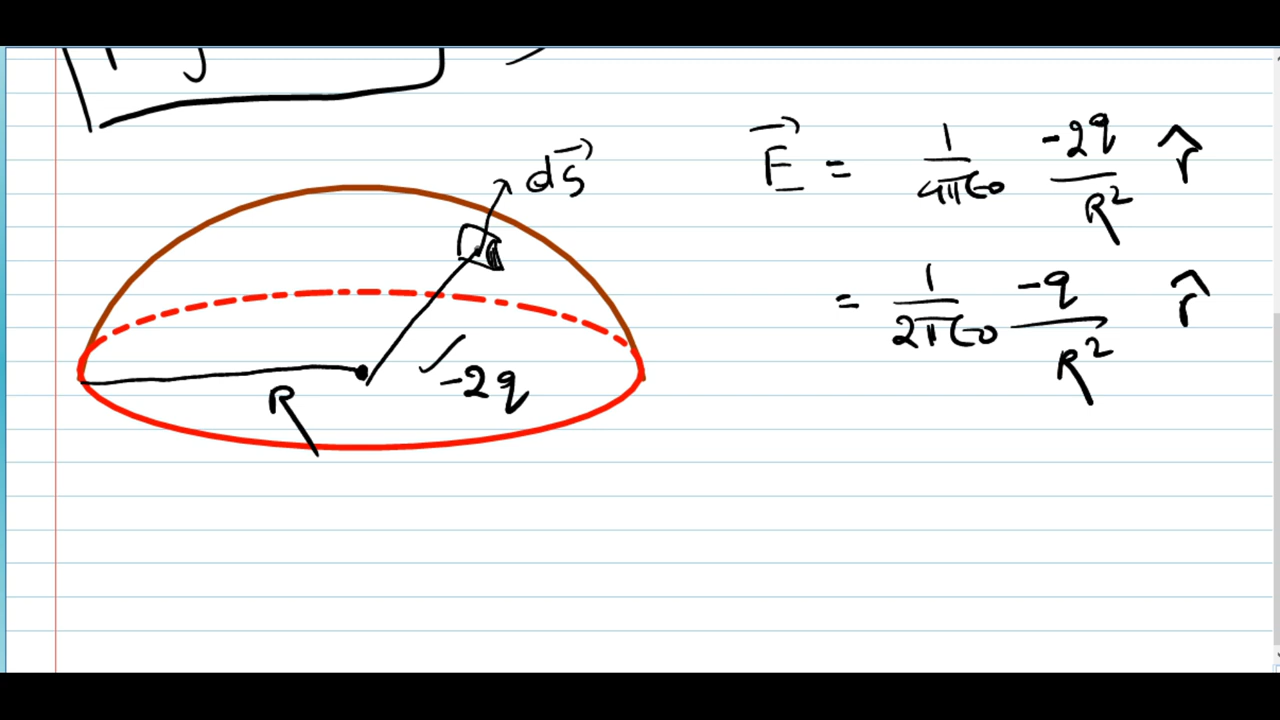 dS⃗
E⃗ = 1/4πϵ0 -2q/R² r̂
= 1/2πϵ0 -q/R² r̂
-2q
R